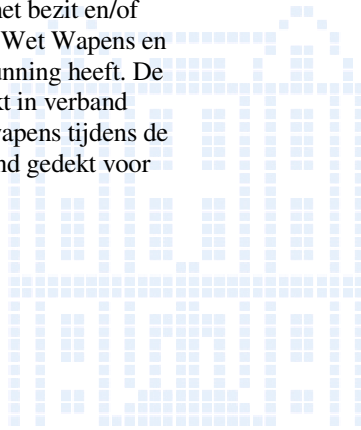 het bezit en/of
Wet Wapens en
unning heeft. De
kt in verband
wapens tijdens de
nd gedekt voor